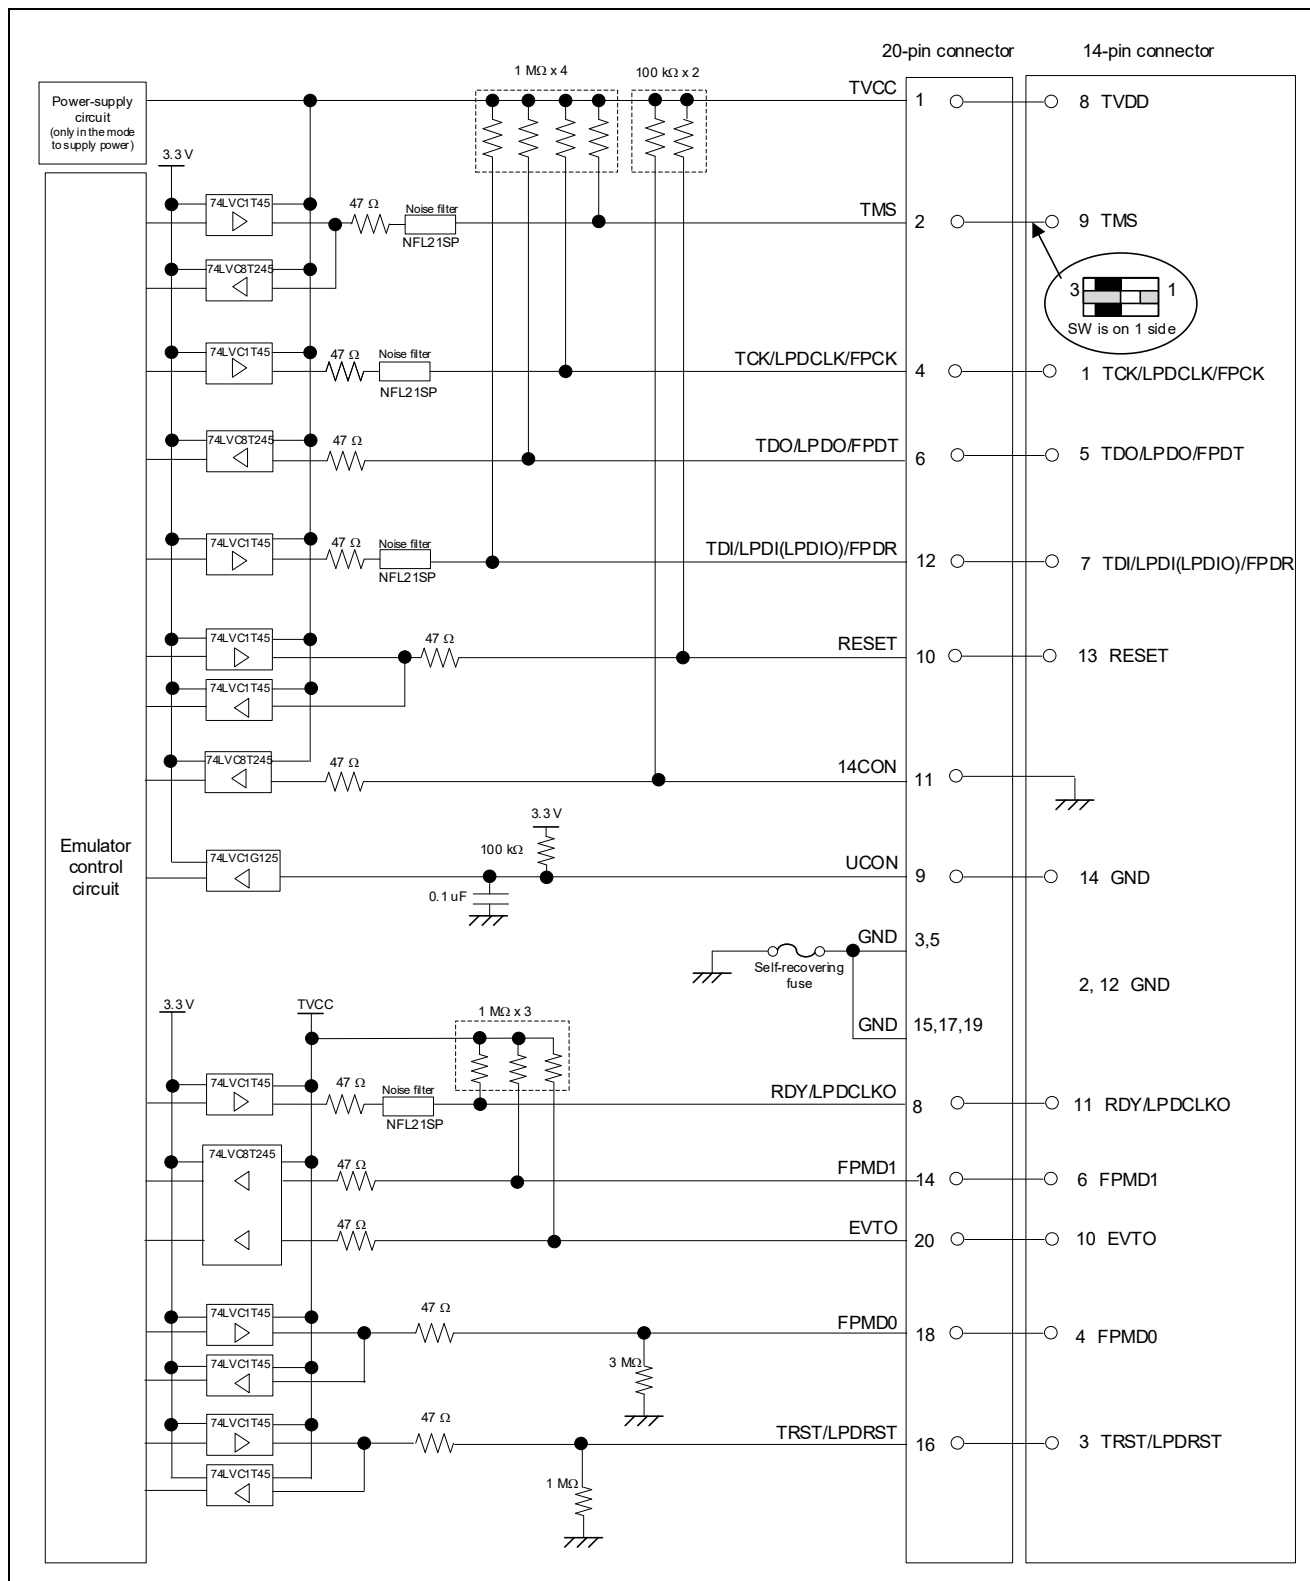 20-pin connector
14-pin connector
Power-supply
circuit
(only in the mode
to supply power)
1 MΩ x 4
100 kΩ x 2
TVCC
1
8 TVDD
3.3 V
74LVC1T45
47 Ω
Noise filter
NFL21SP
TMS
2
9 TMS
74LVC8T245
3
1
SW is on 1 side
74LVC1T45
47 Ω
Noise filter
NFL21SP
TCK/LPDCLK/FPCK
4
1 TCK/LPDCLK/FPCK
74LVC8T245
47 Ω
TDO/LPDO/FPDT
6
5 TDO/LPDO/FPDT
74LVC1T45
47 Ω
Noise filter
NFL21SP
TDI/LPDI(LPDIO)/FPDR
12
7 TDI/LPDI(LPDIO)/FPDR
74LVC1T45
47 Ω
RESET
10
13 RESET
74LVC1T45
74LVC8T245
47 Ω
14CON
11
Emulator
control
circuit
3.3 V
100 kΩ
74LVC1G125
UCON
9
14 GND
0.1 uF
GND
3,5
Self-recovering
fuse
2, 12 GND
GND
15,17,19
3.3 V
TVCC
1 MΩ x 3
74LVC1T45
47 Ω
Noise filter
NFL21SP
RDY/LPDCLKO
8
11 RDY/LPDCLKO
74LVC8T245
47 Ω
FPMD1
14
6 FPMD1
47 Ω
EVTO
20
10 EVTO
74LVC1T45
47 Ω
FPMD0
18
4 FPMD0
74LVC1T45
3 MΩ
74LVC1T45
47 Ω
TRST/LPDRST
16
3 TRST/LPDRST
74LVC1T45
1 MΩ